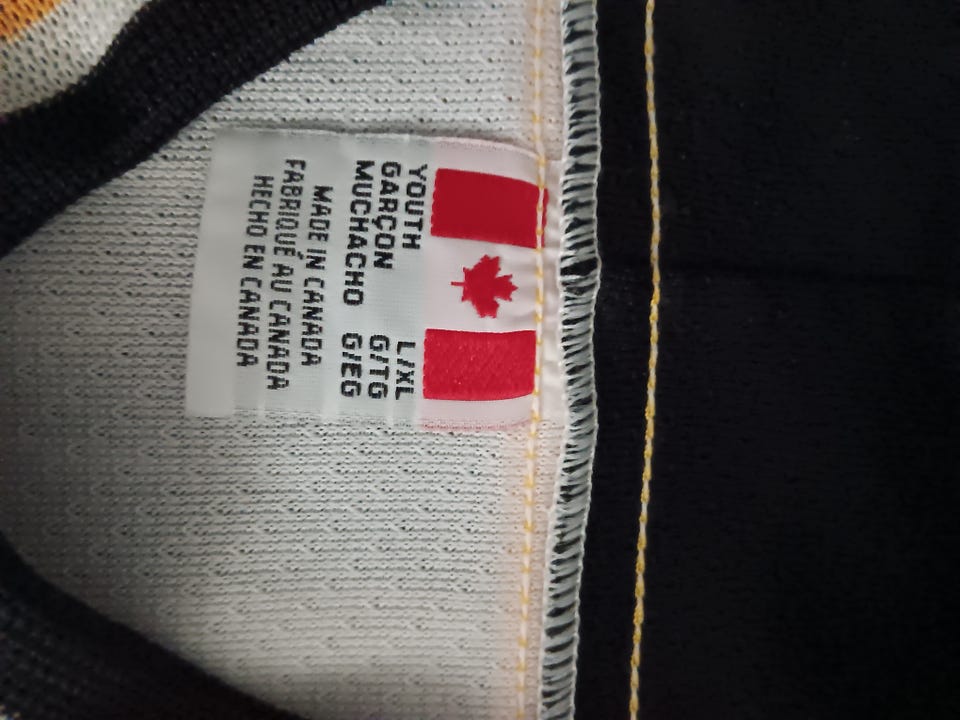 YOUTH L/XL
GARÇON G/TG
MUCHACHO G/EG
MADE IN CANADA
FABRIQUÉ AU CANADA
HECHO EN CANADA